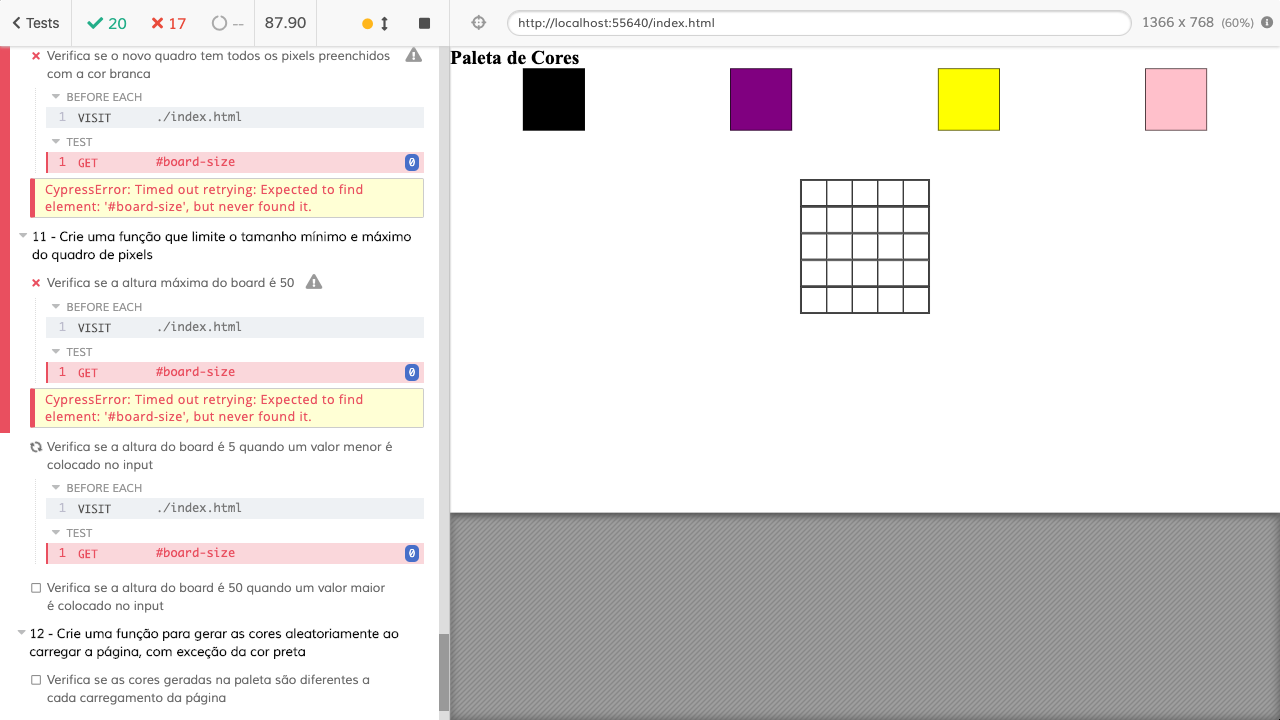 Tests
20
17
--
87.90
http://localhost:55640/index.html
1366 x 768 (60%)
Verifica se o novo quadro tem todos os pixels preenchidos
com a cor branca
BEFORE EACH
1 VISIT ./index.html
TEST
1 GET #board-size 0
CypressError: Timed out retrying: Expected to find
element: '#board-size', but never found it.
11 - Crie uma função que limite o tamanho mínimo e máximo
do quadro de pixels
Verifica se a altura máxima do board é 50
BEFORE EACH
1 VISIT ./index.html
TEST
1 GET #board-size 0
CypressError: Timed out retrying: Expected to find
element: '#board-size', but never found it.
Verifica se a altura do board é 5 quando um valor menor é
colocado no input
BEFORE EACH
1 VISIT ./index.html
TEST
1 GET #board-size 0
Verifica se a altura do board é 50 quando um valor maior
é colocado no input
12 - Crie uma função para gerar as cores aleatoriamente ao
carregar a página, com exceção da cor preta
Verifica se as cores geradas na paleta são diferentes a
cada carregamento da página
Paleta de Cores